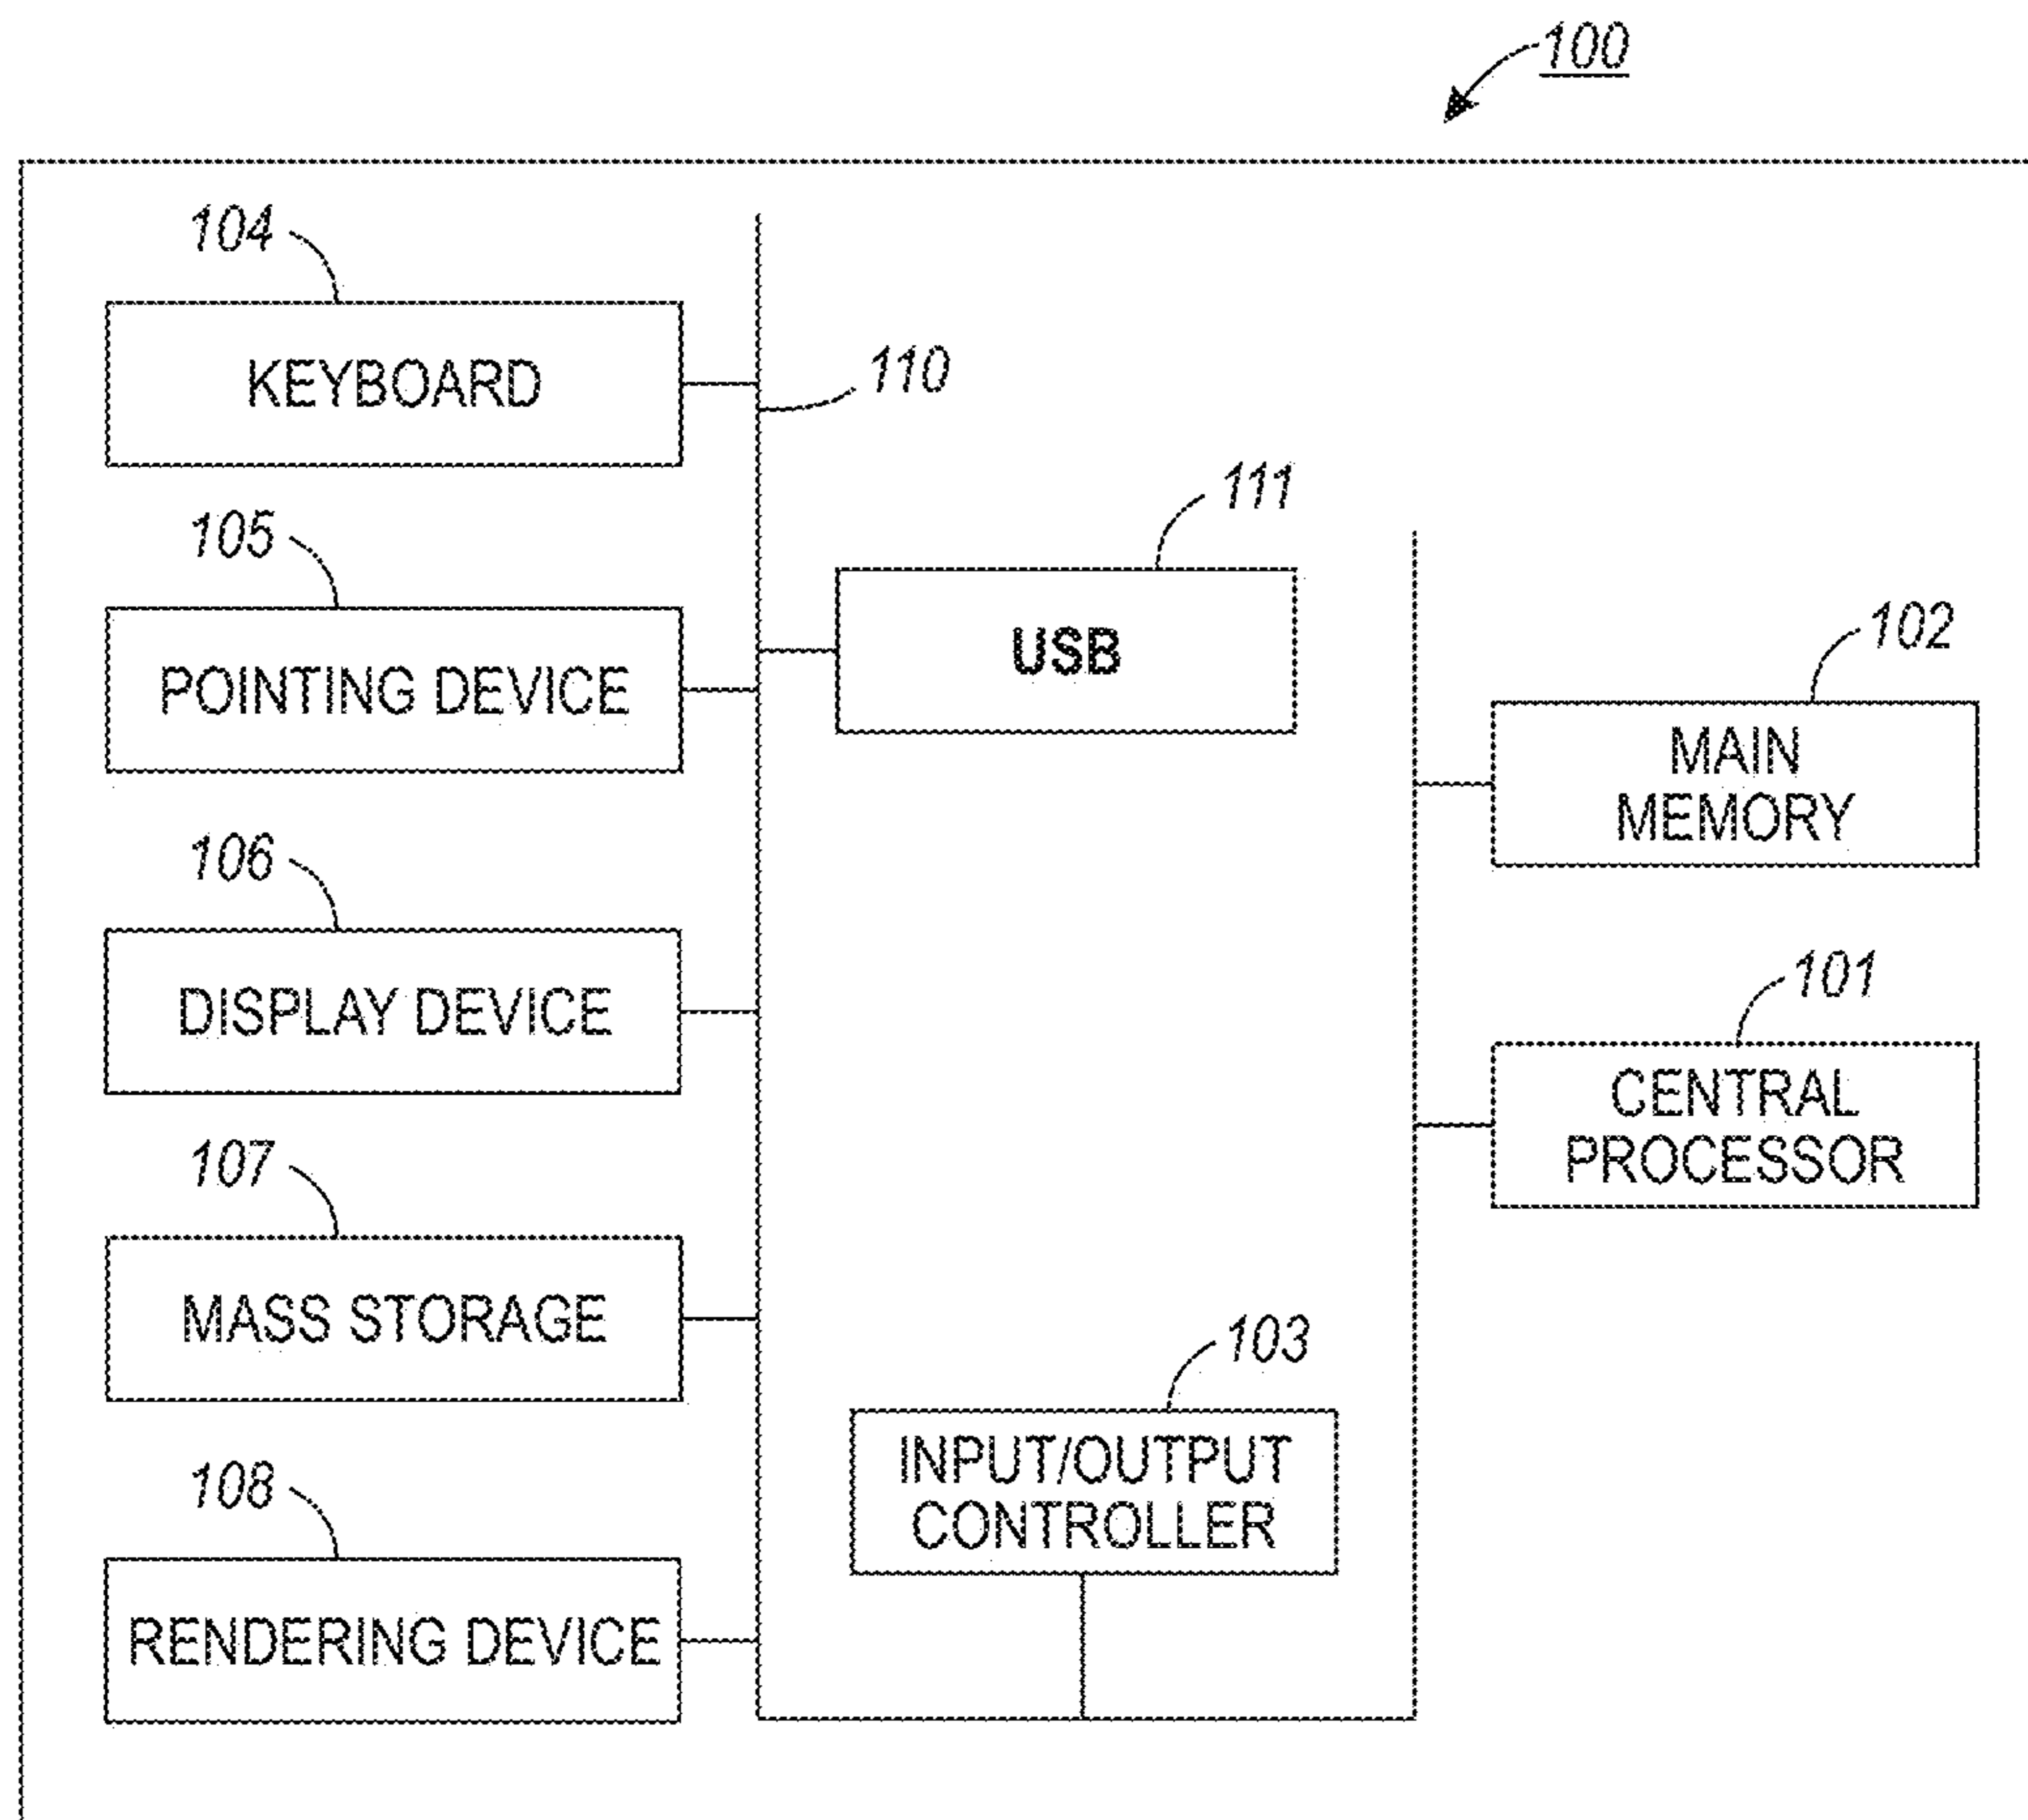 100
104
KEYBOARD
110
105
POINTING DEVICE
111
USB
102
MAIN
MEMORY
106
DISPLAY DEVICE
101
CENTRAL
PROCESSOR
107
MASS STORAGE
103
INPUT/OUTPUT
CONTROLLER
108
RENDERING DEVICE